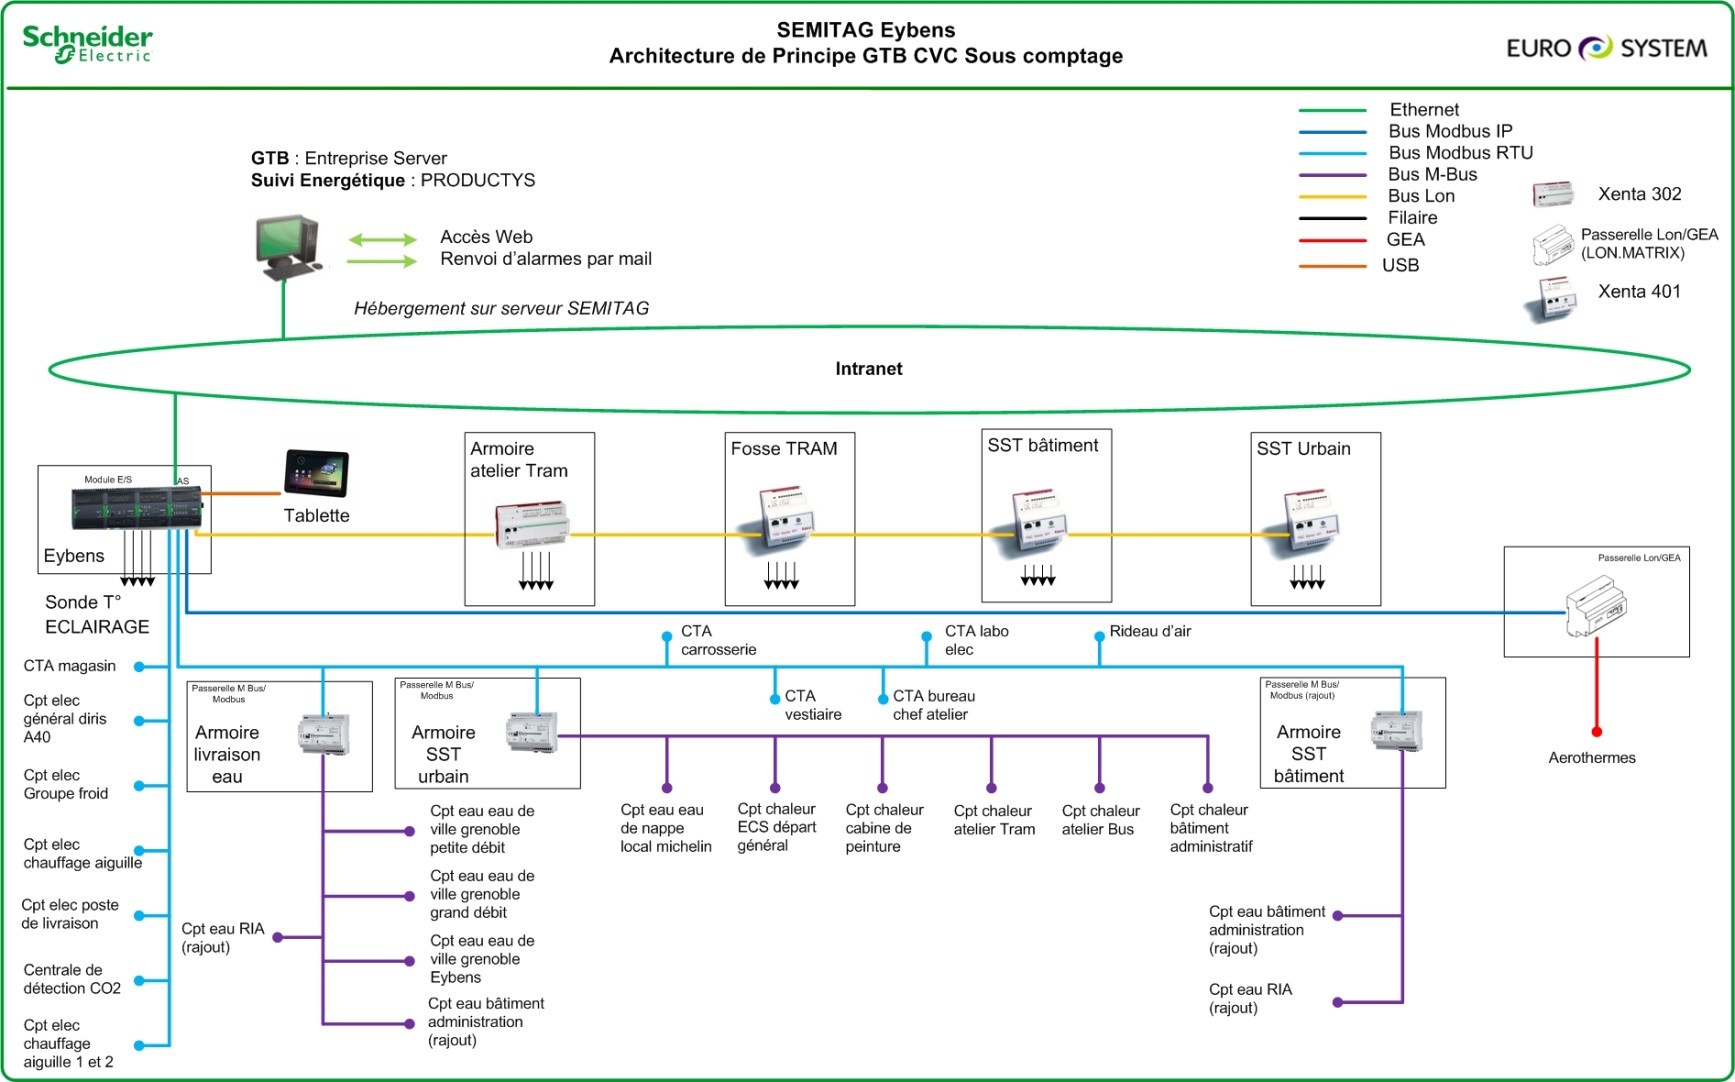 Schneider
Electric
SEMITAG Eybens
Architecture de Principe GTB CVC Sous comptage
EURO SYSTEM
Ethernet
Bus Modbus IP
Bus Modbus RTU
Bus M-Bus
Bus Lon
Filaire
GEA
USB
Xenta 302
Passerelle Lon/GEA
(LON.MATRIX)
Xenta 401
GTB : Entreprise Server
Suivi Energétique : PRODUCTYS
Accès Web
Renvoi d'alarmes par mail
Hébergement sur serveur SEMITAG
Intranet
Module E/S
AS
Eybens
Tablette
Armoire
atelier Tram
Fosse TRAM
SST bâtiment
SST Urbain
Passerelle Lon/GEA
Aerothermes
Sonde T°
ECLAIRAGE
CTA magasin
Cpt elec
général diris
A40
Cpt elec
Groupe froid
Cpt elec
chauffage aiguille
Cpt elec poste
de livraison
Centrale de
détection CO2
Cpt elec
chauffage
aiguille 1 et 2
CTA
carrosserie
CTA labo
elec
Rideau d'air
CTA
vestiaire
CTA bureau
chef atelier
Passerelle M Bus/
Modbus
Armoire
livraison
eau
Passerelle M Bus/
Modbus
Armoire
SST
urbain
Passerelle M Bus/
Modbus (rajout)
Armoire
SST
bâtiment
Cpt eau eau de
ville grenoble
petite débit
Cpt eau eau de
ville grenoble
grand débit
Cpt eau RIA
(rajout)
Cpt eau eau de
ville grenoble
Eybens
Cpt eau bâtiment
administration
(rajout)
Cpt eau eau
de nappe
local michelin
Cpt chaleur
ECS départ
général
Cpt chaleur
cabine de
peinture
Cpt chaleur
atelier Tram
Cpt chaleur
atelier Bus
Cpt chaleur
bâtiment
administratif
Cpt eau bâtiment
administration
(rajout)
Cpt eau RIA
(rajout)